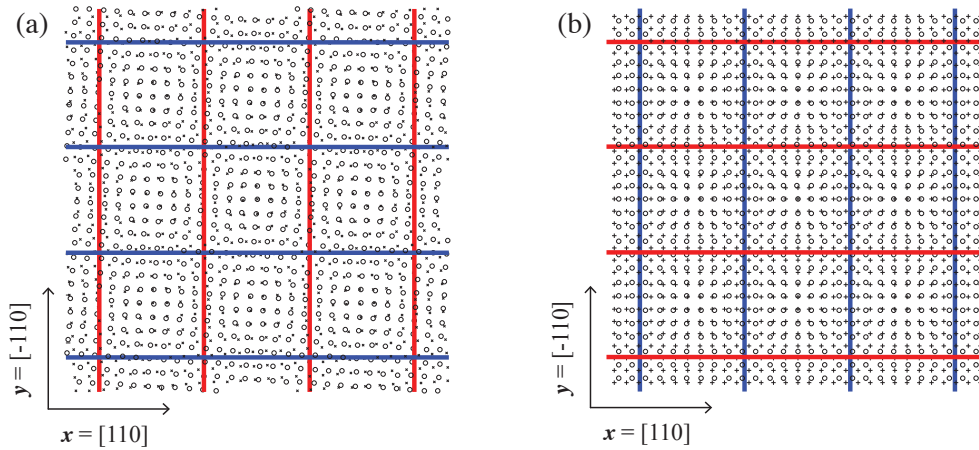 (a)
y = [-110]
x = [110]
(b)
y = [-110]
x = [110]